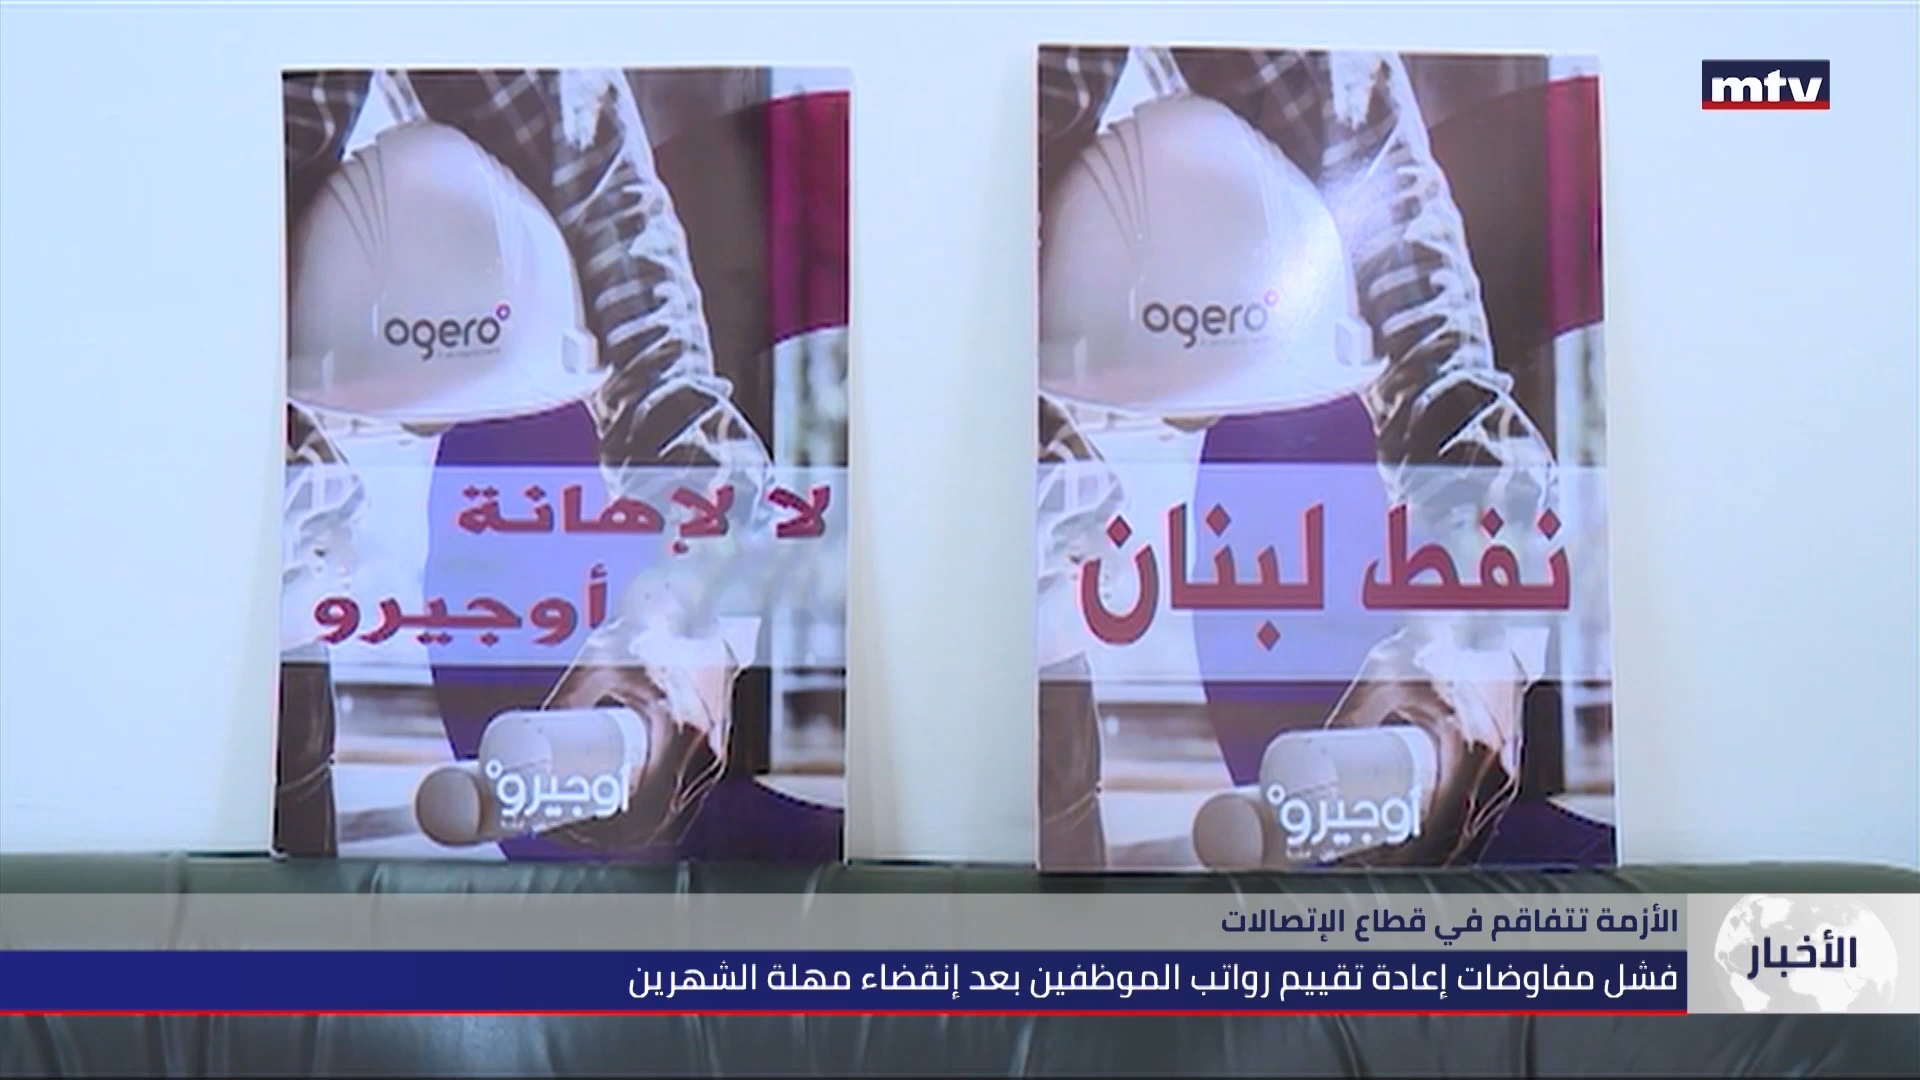 mtv
ogero
لا لإهانة
أوجيرو
أوجيرو
ogero
نفط لبنان
أوجيرو
الأزمة تتفاقم في قطاع الإتصالات
فشل مفاوضات إعادة تقييم رواتب الموظفين بعد إنقضاء مهلة الشهرين
الأخبار